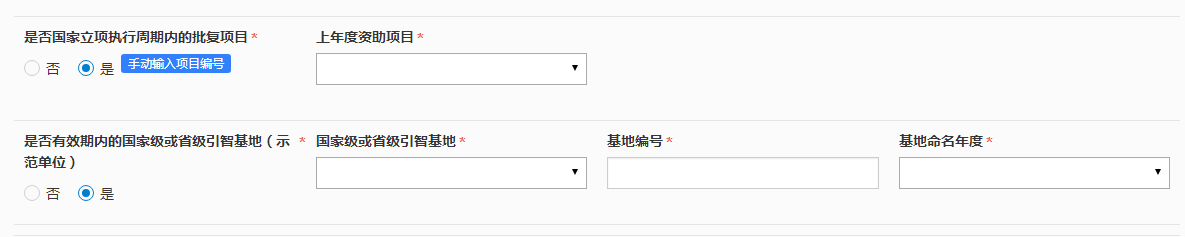 是否国家立项执行周期内的批复项目 *
上年度资助项目 *
否 是 手动输入项目编号
是否有效期内的国家级或省级引智基地（示 *
范单位）
国家级或省级引智基地 *
基地编号 *
基地命名年度 *
否 是